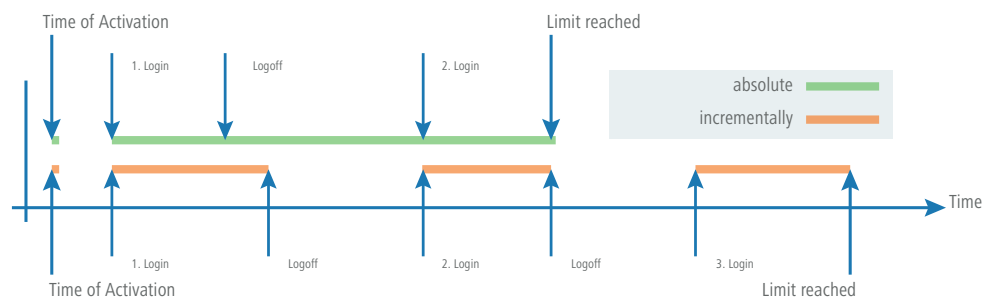 Time of Activation
Limit reached
1. Login
Logoff
2. Login
absolute
incrementally
Time
1. Login
Logoff
2. Login
Logoff
3. Login
Time of Activation
Limit reached